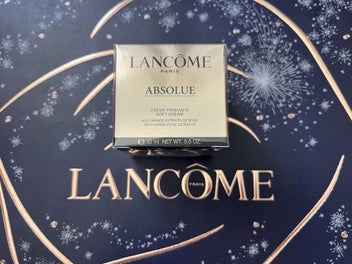 LANCÔME
PARIS
ABSOLUE
CRÈME FONDANTE
SOFT CREAM
AUX GRANDS EXTRAITS DE ROSE
WITH GRAND ROSE EXTRACTS
15 ml NET WT. 0.5 OZ.
LANCÔME
PARIS